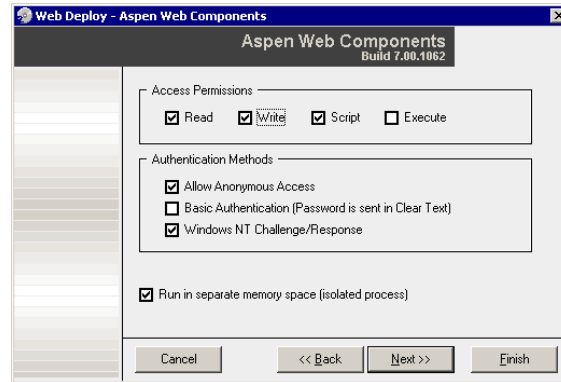 Web Deploy - Aspen Web Components
Aspen Web Components
Build 7.00.1062
Access Permissions
Read Write Script Execute
Authentication Methods
Allow Anonymous Access
Basic Authentication (Password is sent in Clear Text)
Windows NT Challenge/Response
Run in separate memory space (isolated process)
Cancel << Back Next >> Finish